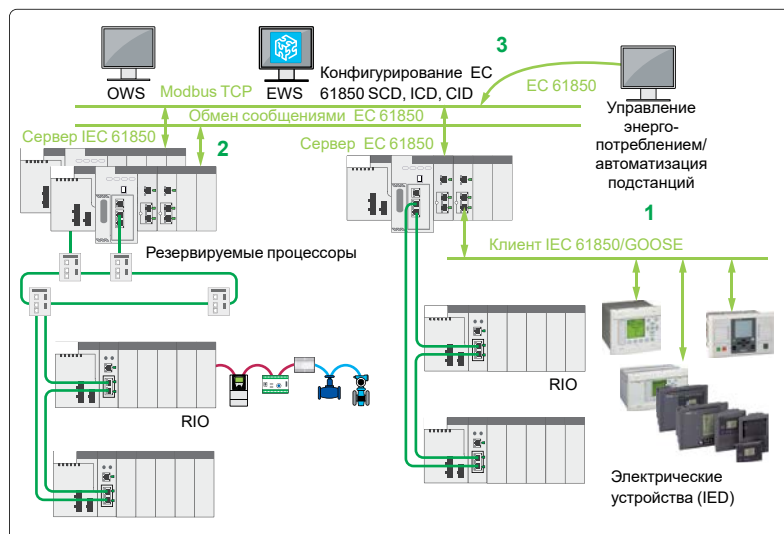 3
OWS
Modbus TCP
EWS
Конфигурирование EC
61850 SCD, ICD, CID
EC 61850
Обмен сообщениями EC 61850
Управление
энерго-
потреблением/
автоматизация
подстанций
Сервер IEC 61850
2
Сервер EC 61850
1
Резервируемые процессоры
Клиент IEC 61850/GOOSE
RIO
RIO
Электрические
устройства (IED)